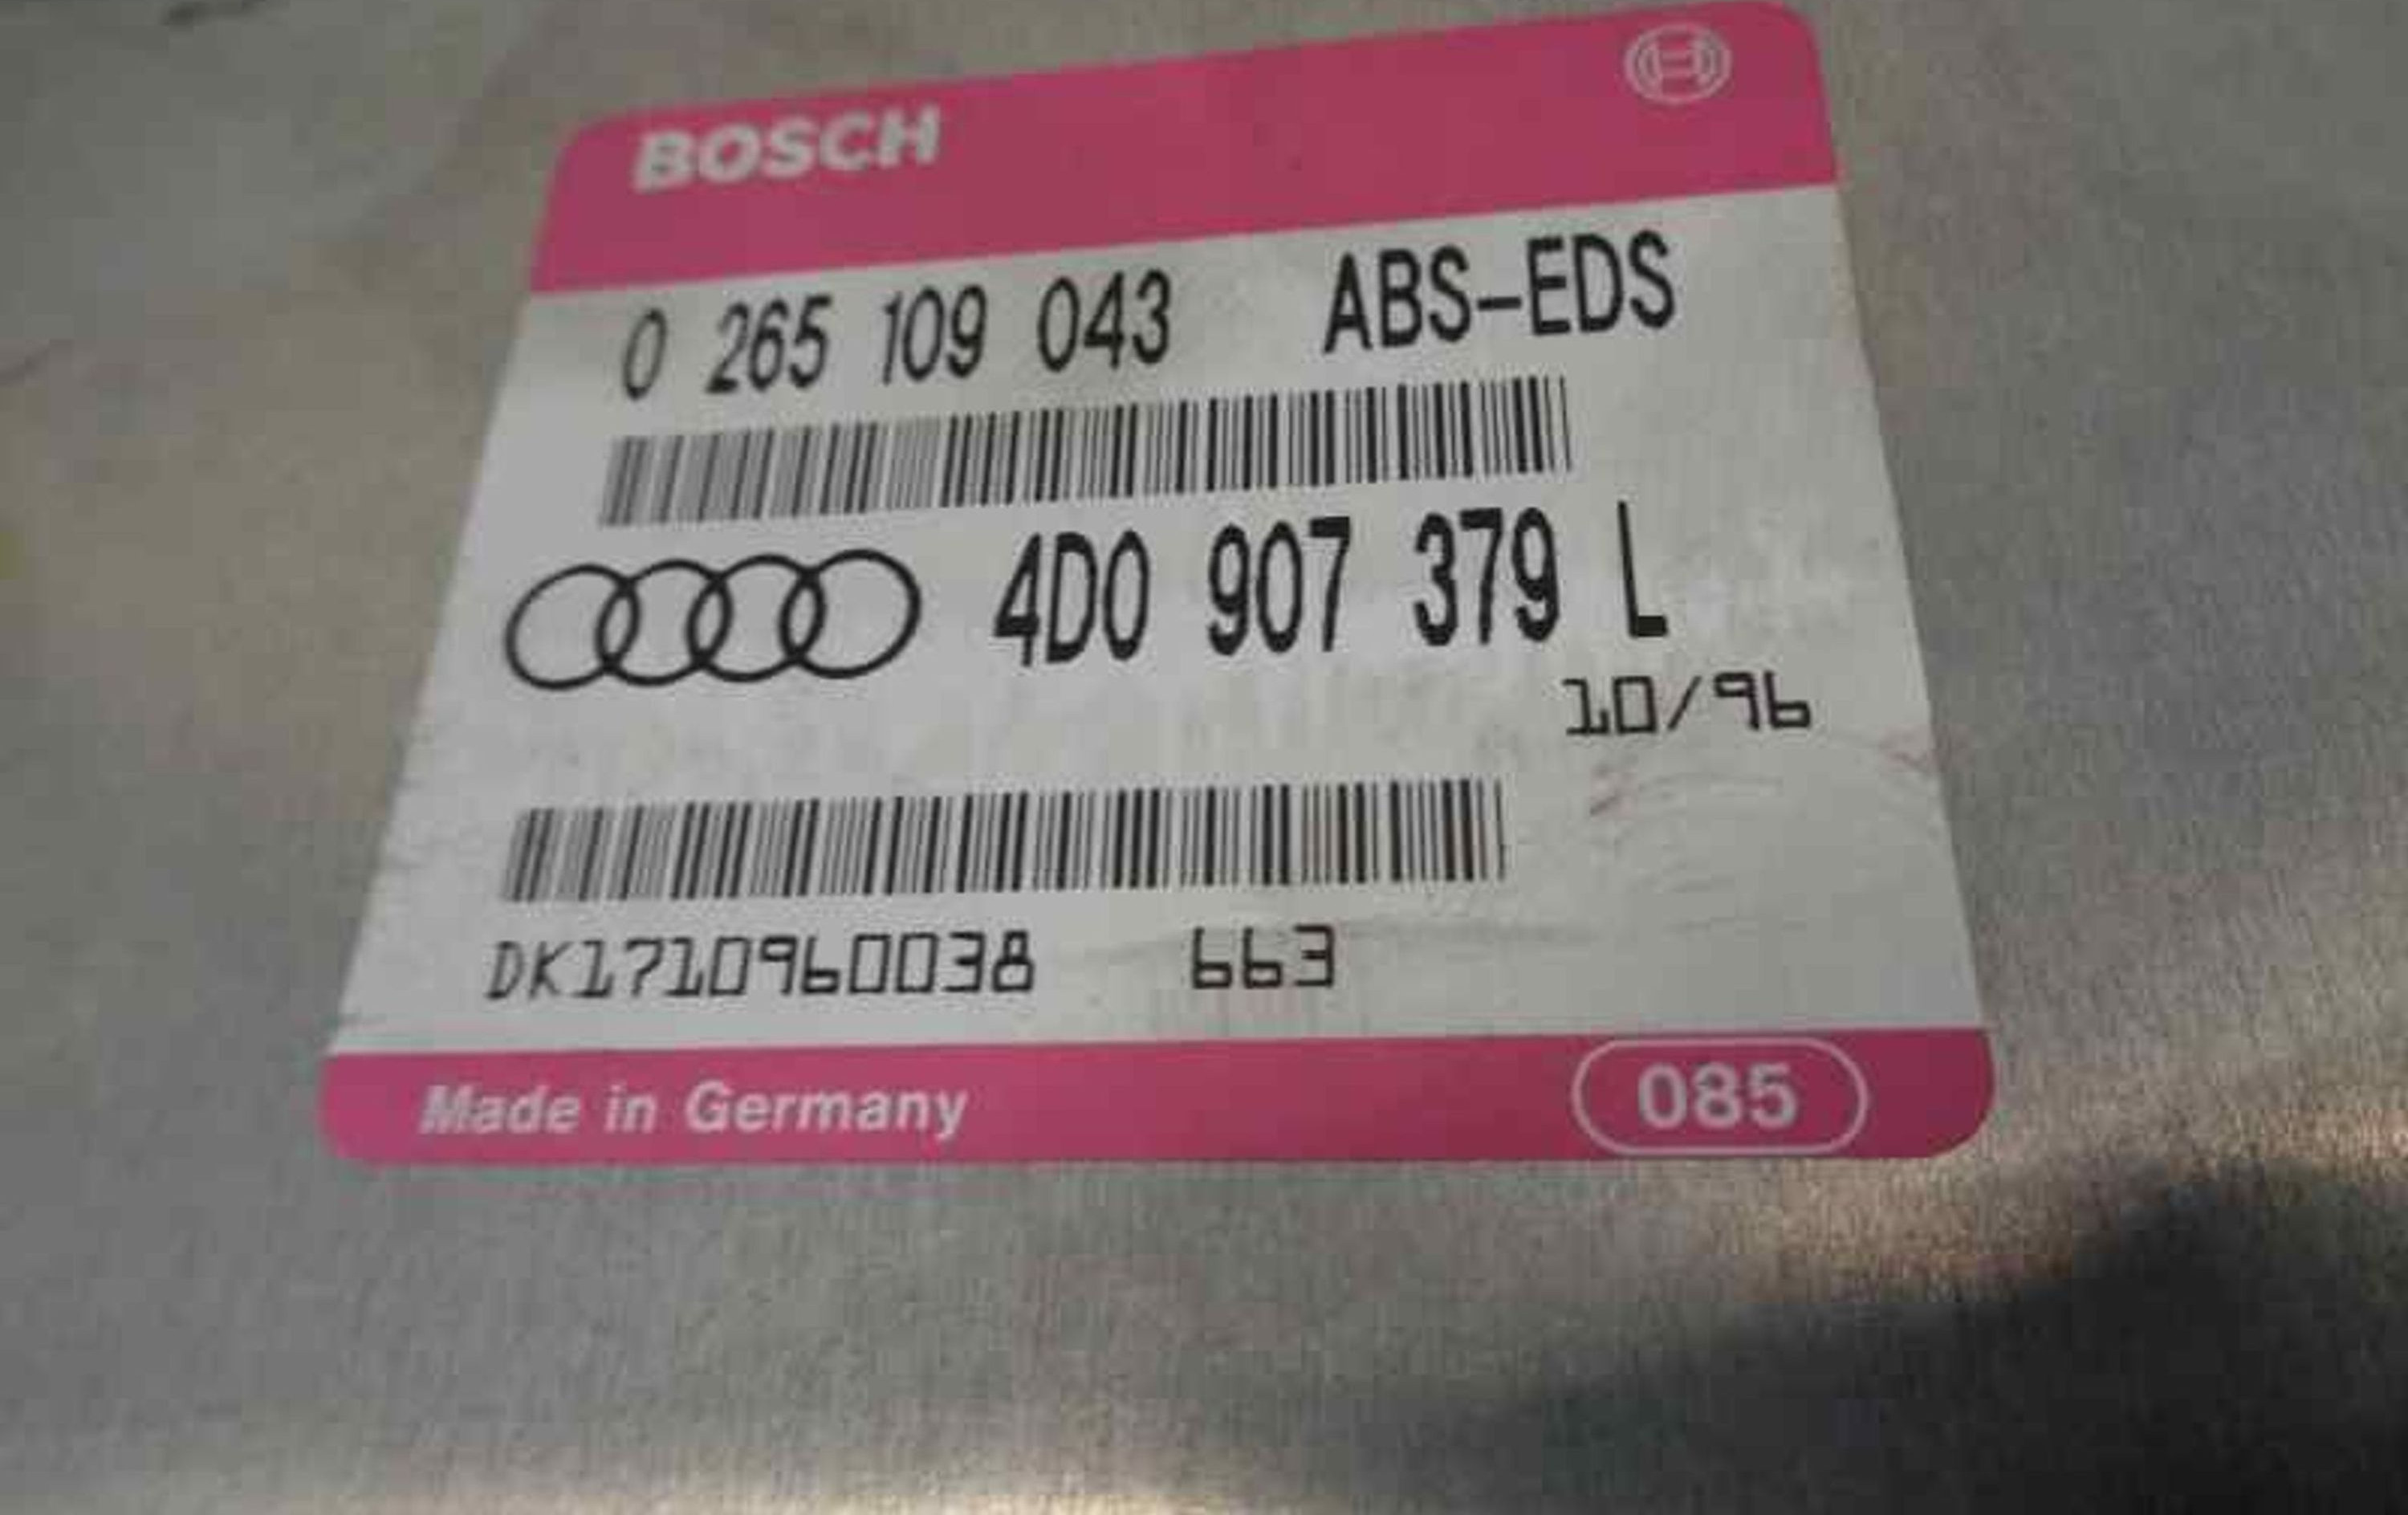 BOSCH
0 265 109 043 ABS-EDS
4D0 907 379 L
10/96
DK1710960038 663
Made in Germany 085